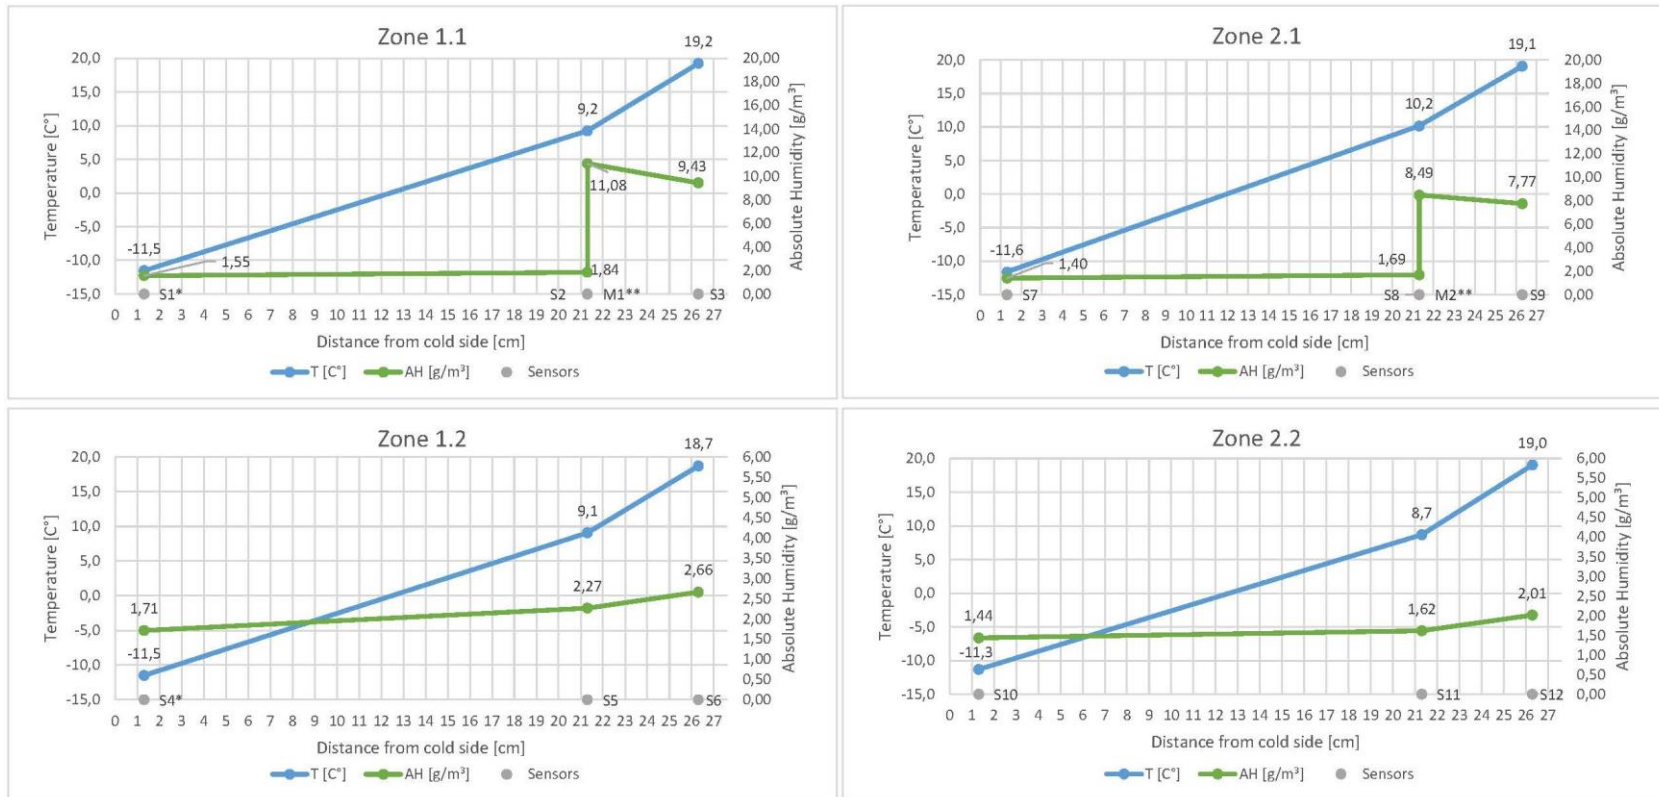 Zone 1.1
19,2
20,0
15,0
10,0
5,0
0,0
-5,0
-10,0
-15,0
Temperature [C°]
9,2
11,08
9,43
-11,5
1,55
1,84
S1*
S2
M1**
S3
20,00
18,00
16,00
14,00
12,00
10,00
8,00
6,00
4,00
2,00
0,00
Absolute Humidity [g/m³]
0 1 2 3 4 5 6 7 8 9 10 11 12 13 14 15 16 17 18 19 20 21 22 23 24 25 26 27
Distance from cold side [cm]
T [C°] AH [g/m³] Sensors
Zone 2.1
19,1
20,0
15,0
10,0
5,0
0,0
-5,0
-10,0
-15,0
Temperature [C°]
10,2
8,49
7,77
-11,6
1,40
1,69
S7
S8
M2**
S9
20,00
18,00
16,00
14,00
12,00
10,00
8,00
6,00
4,00
2,00
0,00
Absolute Humidity [g/m³]
0 1 2 3 4 5 6 7 8 9 10 11 12 13 14 15 16 17 18 19 20 21 22 23 24 25 26 27
Distance from cold side [cm]
T [C°] AH [g/m³] Sensors
Zone 1.2
18,7
20,0
15,0
10,0
5,0
0,0
-5,0
-10,0
-15,0
Temperature [C°]
9,1
2,66
2,27
1,71
-11,5
S4*
S5
S6
6,00
5,50
5,00
4,50
4,00
3,50
3,00
2,50
2,00
1,50
1,00
0,50
0,00
Absolute Humidity [g/m³]
0 1 2 3 4 5 6 7 8 9 10 11 12 13 14 15 16 17 18 19 20 21 22 23 24 25 26 27
Distance from cold side [cm]
T [C°] AH [g/m³] Sensors
Zone 2.2
19,0
20,0
15,0
10,0
5,0
0,0
-5,0
-10,0
-15,0
Temperature [C°]
8,7
2,01
1,62
1,44
-11,3
S10
S11
S12
6,00
5,50
5,00
4,50
4,00
3,50
3,00
2,50
2,00
1,50
1,00
0,50
0,00
Absolute Humidity [g/m³]
0 1 2 3 4 5 6 7 8 9 10 11 12 13 14 15 16 17 18 19 20 21 22 23 24 25 26 27
Distance from cold side [cm]
T [C°] AH [g/m³] Sensors